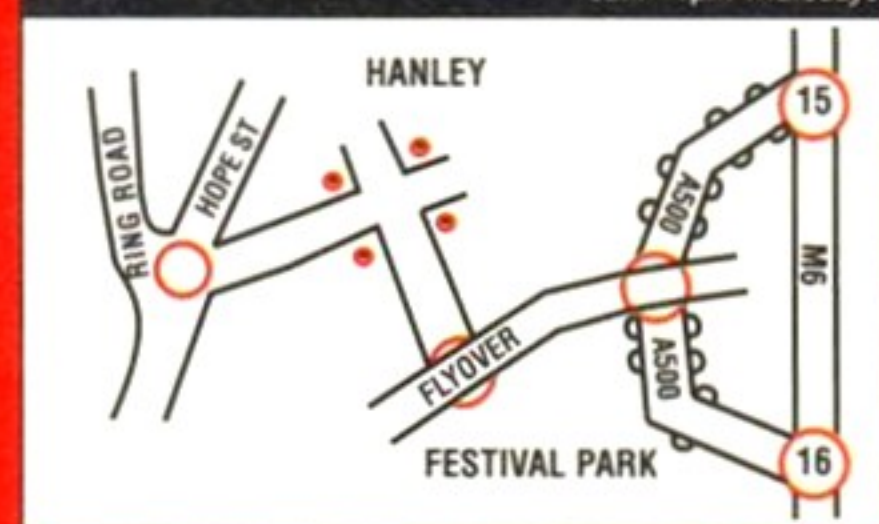 HANLEY
15
RING ROAD
HOPE ST
A500
M6
FLYOVER
A500
FESTIVAL PARK
16